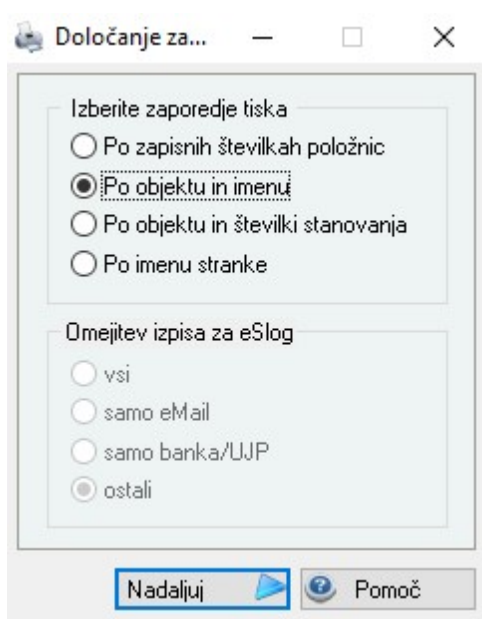 Določanje za...
Izberite zaporedje tiska
Po zapisnih številkah položnic
Po objektu in imenu
Po objektu in številki stanovanja
Po imenu stranke
Omejitev izpisa za eSlog
vsi
samo eMail
samo banka/UJP
ostali
Nadaljuj
Pomoč